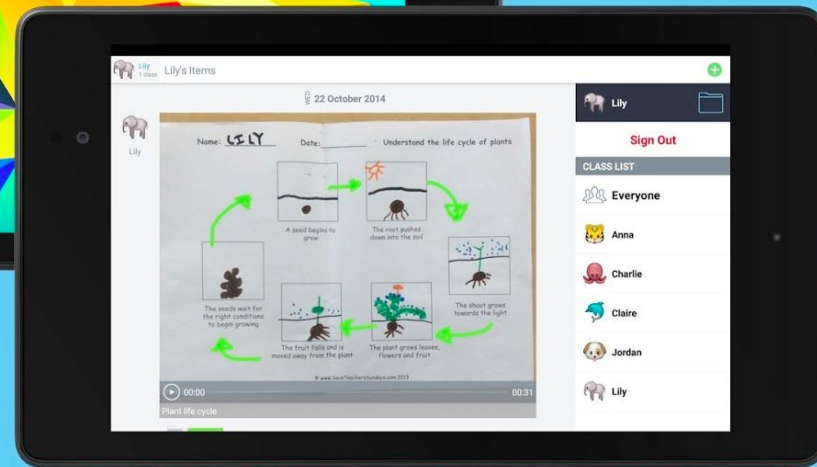 Lily
1 class
Lily's Items
WED
22 October 2014
Lily
Name: LILY Date: Understand the life cycle of plants
A seed begins to
grow
The root pushes
down into the soil
The shoot grows
towards the light
The plant grows leaves,
flowers and fruit
The fruit falls and is
moved away from the plant
The seeds wait for
the right conditions
to begin growing
2013
00:00
00:31
Plant life cycle
Lily
Sign Out
CLASS LIST
Everyone
Anna
Charlie
Claire
Jordan
Lily